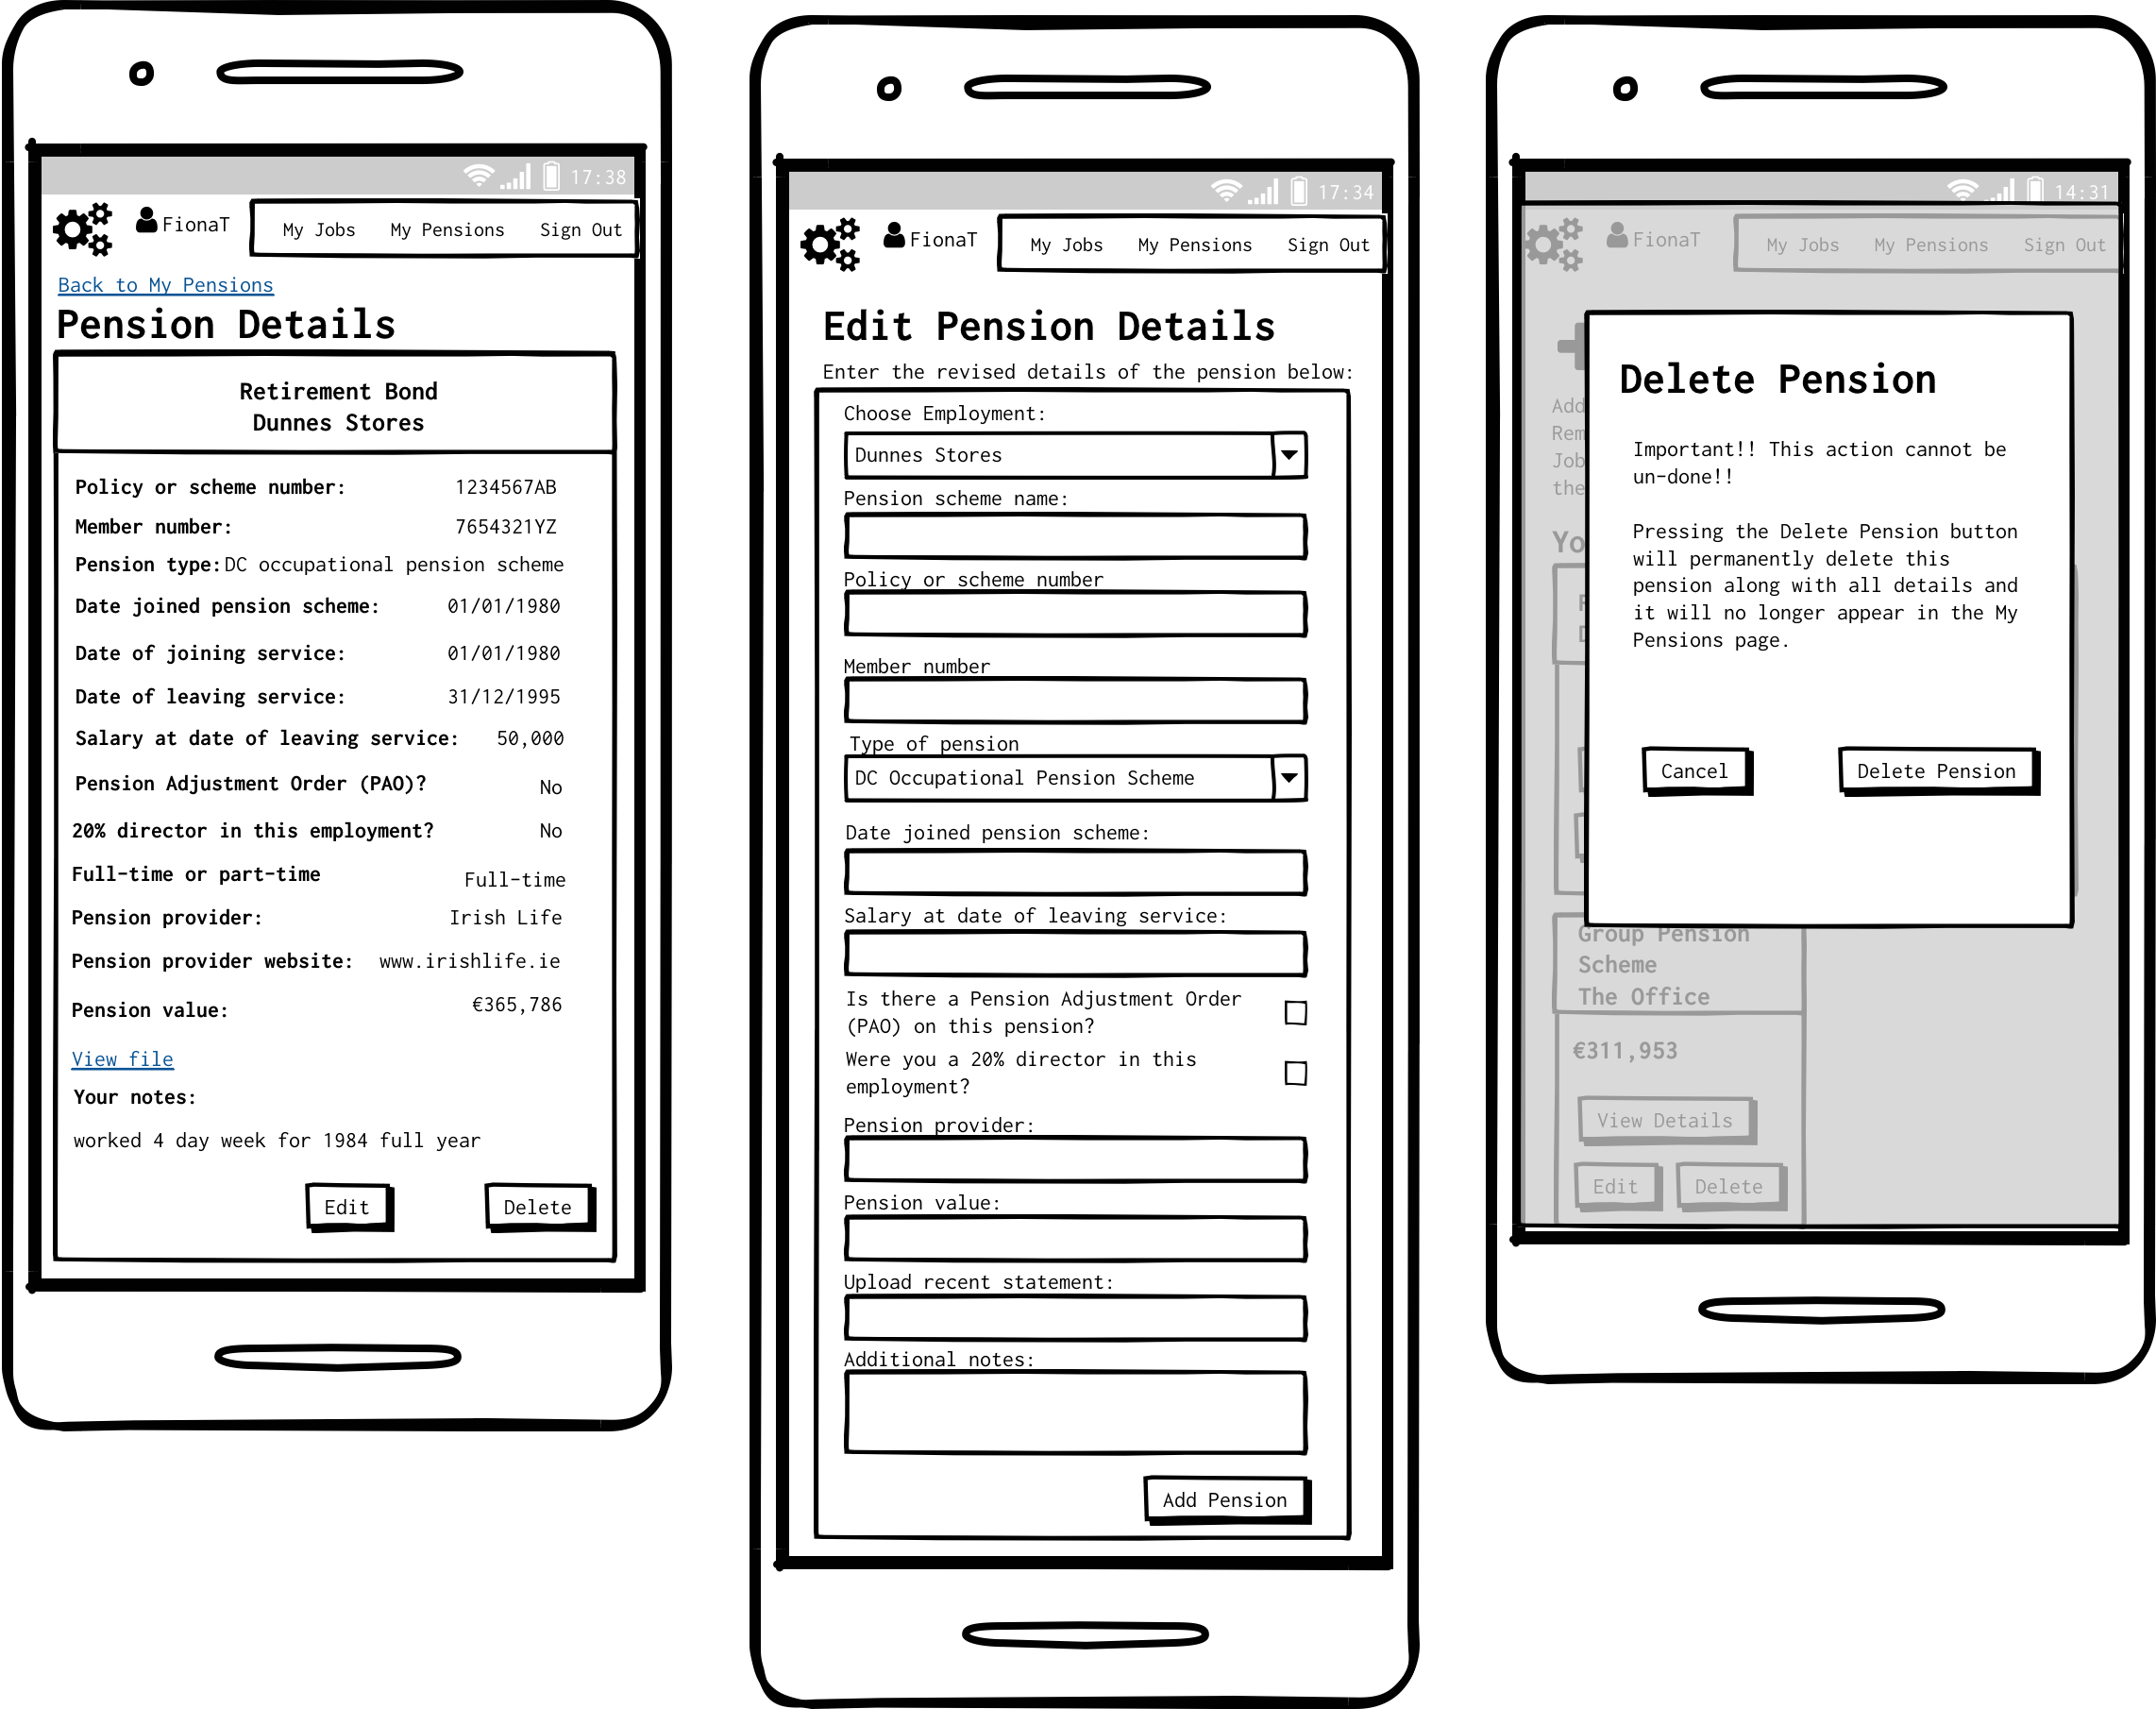 17:38
FionaT My Jobs My Pensions Sign Out
Back to My Pensions
Pension Details
Retirement Bond
Dunnes Stores
Policy or scheme number: 1234567AB
Member number: 7654321YZ
Pension type: DC occupational pension scheme
Date joined pension scheme: 01/01/1980
Date of joining service: 01/01/1980
Date of leaving service: 31/12/1995
Salary at date of leaving service: 50,000
Pension Adjustment Order (PAO)? No
20% director in this employment? No
Full-time or part-time Full-time
Pension provider: Irish Life
Pension provider website: www.irishlife.ie
Pension value: €365,786
View file
Your notes:
worked 4 day week for 1984 full year
Edit Delete
17:34
FionaT My Jobs My Pensions Sign Out
Edit Pension Details
Enter the revised details of the pension below:
Choose Employment:
Dunnes Stores
Pension scheme name:
Policy or scheme number
Member number
Type of pension
DC Occupational Pension Scheme
Date joined pension scheme:
Salary at date of leaving service:
Is there a Pension Adjustment Order
(PAO) on this pension?
Were you a 20% director in this
employment?
Pension provider:
Pension value:
Upload recent statement:
Additional notes:
Add Pension
14:31
FionaT My Jobs My Pensions Sign Out
Add
Rem
Job
the
Yo
Delete Pension
Important!! This action cannot be
un-done!!
Pressing the Delete Pension button
will permanently delete this
pension along with all details and
it will no longer appear in the My
Pensions page.
Cancel Delete Pension
Group Pension
Scheme
The Office
€311,953
View Details
Edit Delete